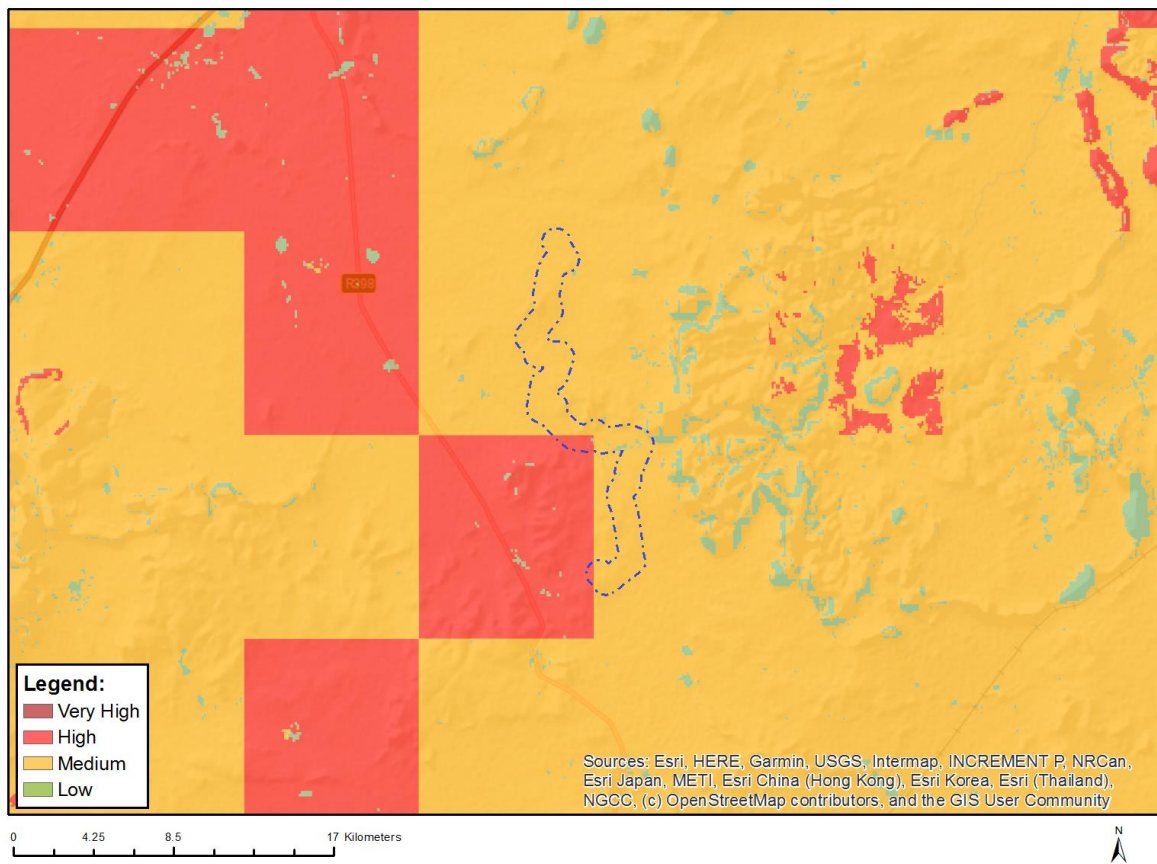 R398
Legend:
Very High
High
Medium
Low
Sources: Esri, HERE, Garmin, USGS, Intermap, INCREMENT P, NRCan,
Esri Japan, METI, Esri China (Hong Kong), Esri Korea, Esri (Thailand),
NGCC, (c) OpenStreetMap contributors, and the GIS User Community
0 4.25 8.5 17 Kilometers
N